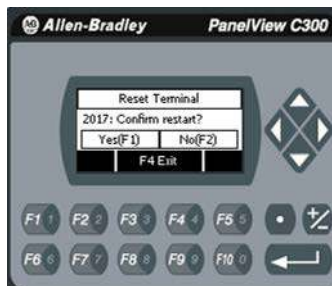 AB Allen-Bradley PanelView C300
Reset Terminal
2017: Confirm restart?
Yes(F1) No(F2)
F4 Exit
F1 1 F2 2 F3 3 F4 4 F5 5 • +/-
F6 6 F7 7 F8 8 F9 9 F10 0